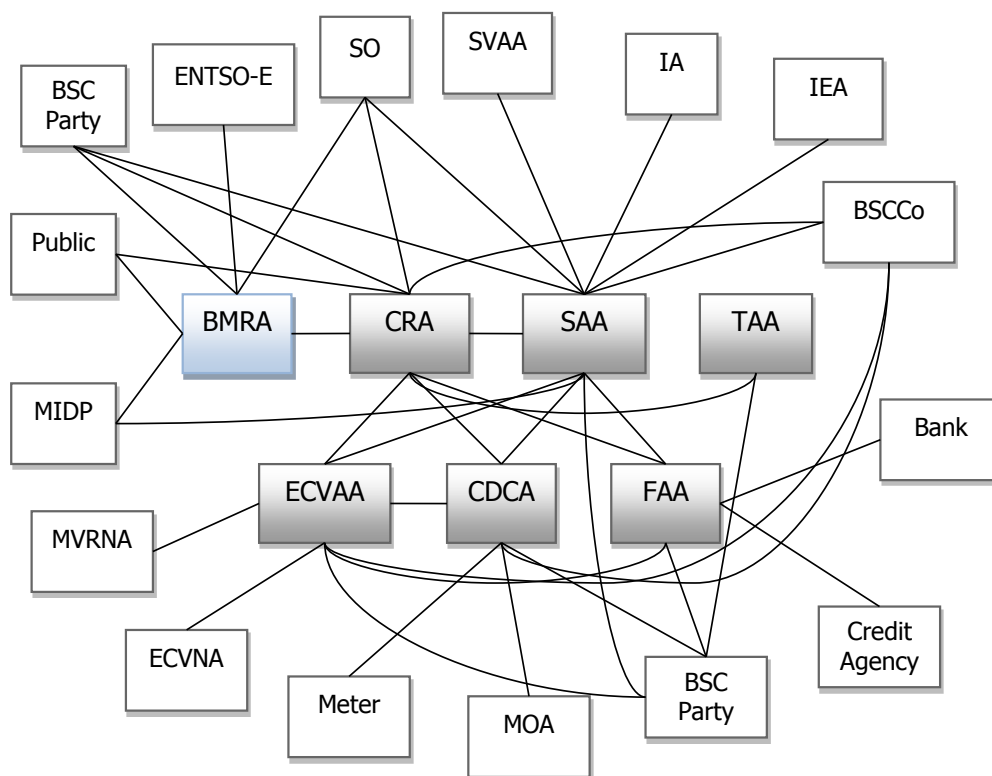 SO
SVAA
IA
ENTSO-E
IEA
BSC
Party
BSCCo
Public
BMRA
CRA
SAA
TAA
MIDP
Bank
ECVAA
CDCA
FAA
MVRNA
ECVNA
Credit
Agency
Meter
MOA
BSC
Party